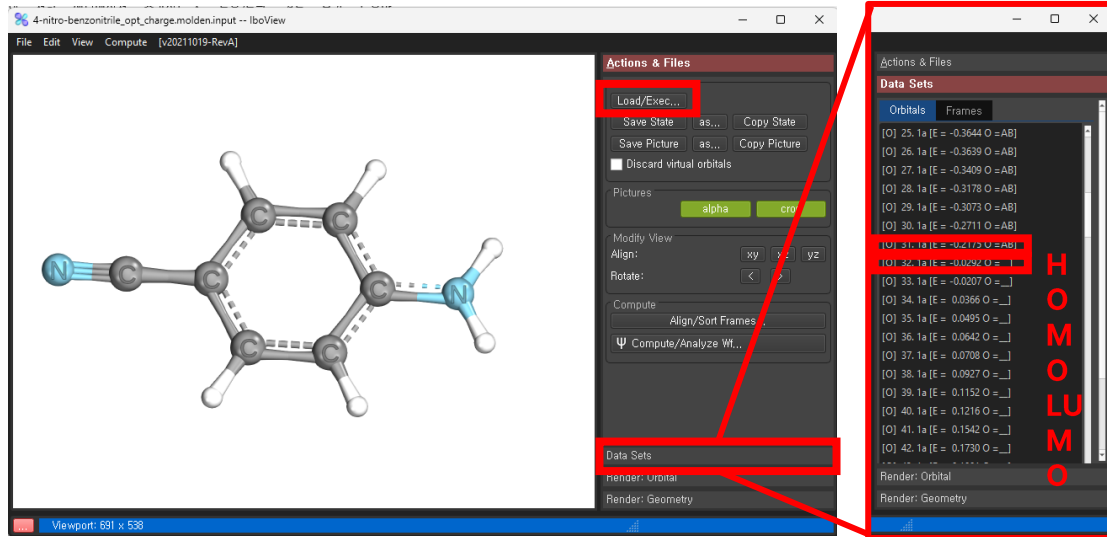 4-nitro-benzonitrile_opt_charge.molden.input -- IboView
File Edit View Compute [v20211019-RevA]
N
C
C
C
C
C
C
C
N
Actions & Files
Load/Exec...
Save State as... Copy State
Save Picture as... Copy Picture
Discard virtual orbitals
Pictures
alpha
Modify View
Align: xy xz yz
Rotate: < >
Compute
Align/Sort Frames...
Ψ Compute/Analyze Wf...
Data Sets
Render: Orbital
Render: Geometry
... Viewport: 691 x 538
Actions & Files
Data Sets
Orbitals Frames
[O] 25. 1a [E = -0.3644 O =AB]
[O] 26. 1a [E = -0.3639 O =AB]
[O] 27. 1a [E = -0.3409 O =AB]
[O] 28. 1a [E = -0.3178 O =AB]
[O] 29. 1a [E = -0.3073 O =AB]
[O] 30. 1a [E = -0.2711 O =AB]
[O] 31. 1a [E = -0.2175 O =AB]
[O] 32. 1a [E = -0.0292 O =__]
[O] 33. 1a [E = -0.0207 O =__]
[O] 34. 1a [E = 0.0366 O =__]
[O] 35. 1a [E = 0.0495 O =__]
[O] 36. 1a [E = 0.0642 O =__]
[O] 37. 1a [E = 0.0708 O =__]
[O] 38. 1a [E = 0.0927 O =__]
[O] 39. 1a [E = 0.1152 O =__]
[O] 40. 1a [E = 0.1216 O =__]
[O] 41. 1a [E = 0.1542 O =__]
[O] 42. 1a [E = 0.1730 O =__]
Render: Orbital
Render: Geometry
H
O
M
O
LU
M
O